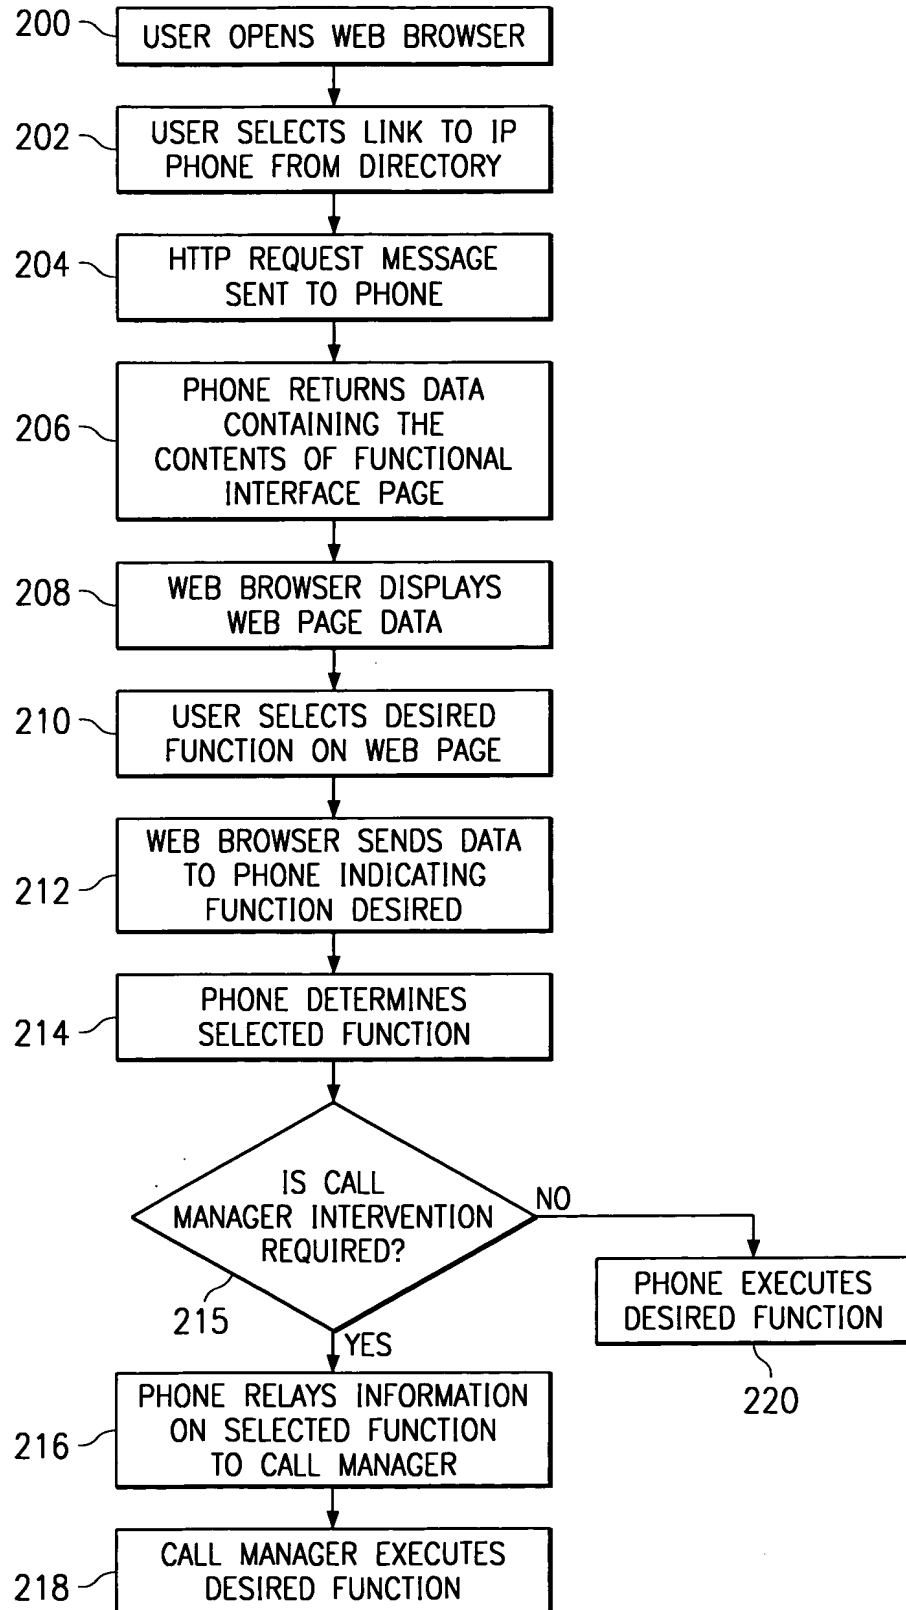 200
USER OPENS WEB BROWSER
202
USER SELECTS LINK TO IP
PHONE FROM DIRECTORY
204
HTTP REQUEST MESSAGE
SENT TO PHONE
206
PHONE RETURNS DATA
CONTAINING THE
CONTENTS OF FUNCTIONAL
INTERFACE PAGE
208
WEB BROWSER DISPLAYS
WEB PAGE DATA
210
USER SELECTS DESIRED
FUNCTION ON WEB PAGE
212
WEB BROWSER SENDS DATA
TO PHONE INDICATING
FUNCTION DESIRED
214
PHONE DETERMINES
SELECTED FUNCTION
IS CALL
MANAGER INTERVENTION
REQUIRED?
215
NO
PHONE EXECUTES
DESIRED FUNCTION
220
YES
216
PHONE RELAYS INFORMATION
ON SELECTED FUNCTION
TO CALL MANAGER
218
CALL MANAGER EXECUTES
DESIRED FUNCTION